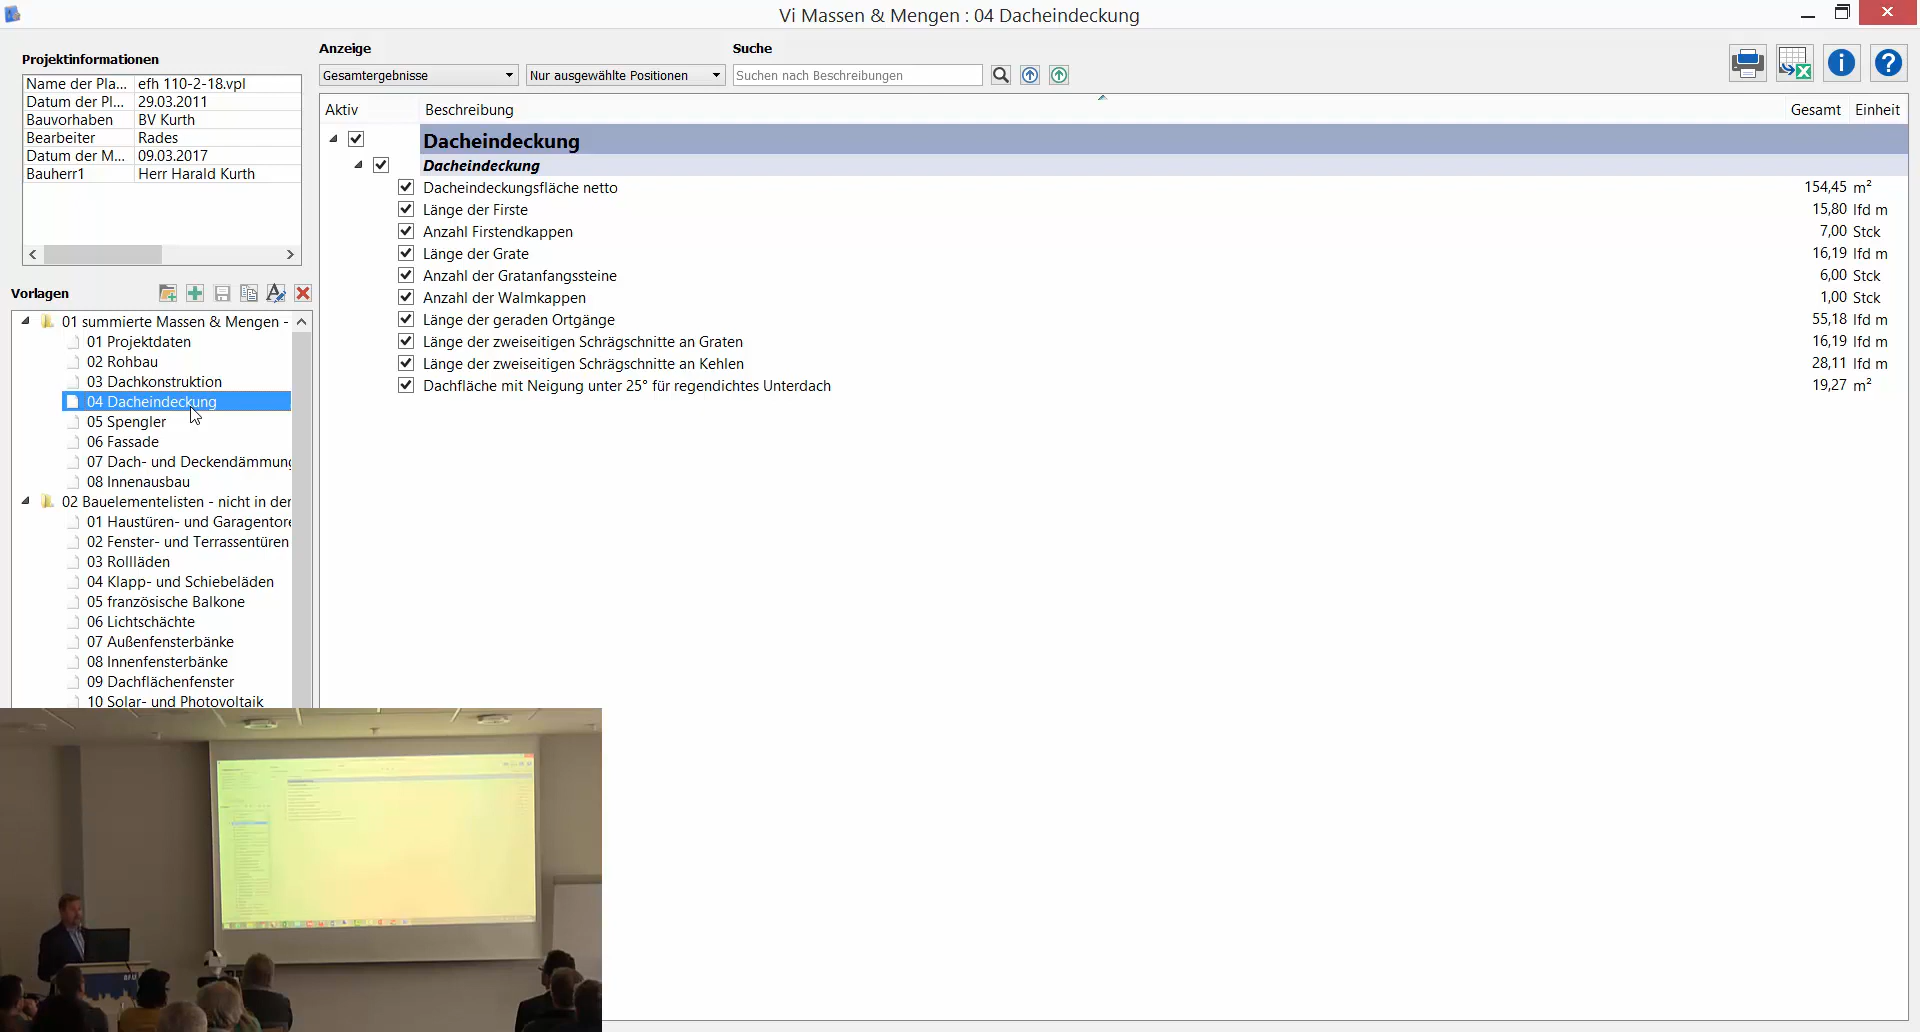 Vi Massen & Mengen : 04 Dacheindeckung
Projektinformationen
Name der Pla... efh 110-2-18.vpl
Datum der Pl... 29.03.2011
Bauvorhaben BV Kurth
Bearbeiter Rades
Datum der M... 09.03.2017
Bauherr1 Herr Harald Kurth
Vorlagen
01 summierte Massen & Mengen -
01 Projektdaten
02 Rohbau
03 Dachkonstruktion
04 Dacheindeckung
05 Spengler
06 Fassade
07 Dach- und Deckendämmung
08 Innenausbau
02 Bauelementelisten - nicht in der
01 Haustüren- und Garagentore
02 Fenster- und Terrassentüren
03 Rollläden
04 Klapp- und Schiebeläden
05 französische Balkone
06 Lichtschächte
07 Außenfensterbänke
08 Innenfensterbänke
09 Dachflächenfenster
10 Solar- und Photovoltaik
Anzeige Suche
Gesamtergebnisse Nur ausgewählte Positionen Suchen nach Beschreibungen
Aktiv Beschreibung Gesamt Einheit
Dacheindeckung
Dacheindeckung
Dacheindeckungsfläche netto 154,45 m²
Länge der Firste 15,80 lfd m
Anzahl Firstendkappen 7,00 Stck
Länge der Grate 16,19 lfd m
Anzahl der Gratanfangssteine 6,00 Stck
Anzahl der Walmkappen 1,00 Stck
Länge der geraden Ortgänge 55,18 lfd m
Länge der zweiseitigen Schrägschnitte an Graten 16,19 lfd m
Länge der zweiseitigen Schrägschnitte an Kehlen 28,11 lfd m
Dachfläche mit Neigung unter 25° für regendichtes Unterdach 19,27 m²